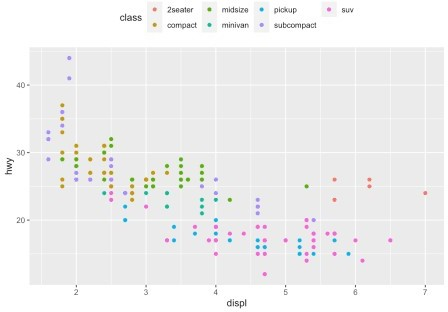 class
2seater midsize pickup suv
compact minivan subcompact
hwy
40
30
20
2 3 4 5 6 7
displ